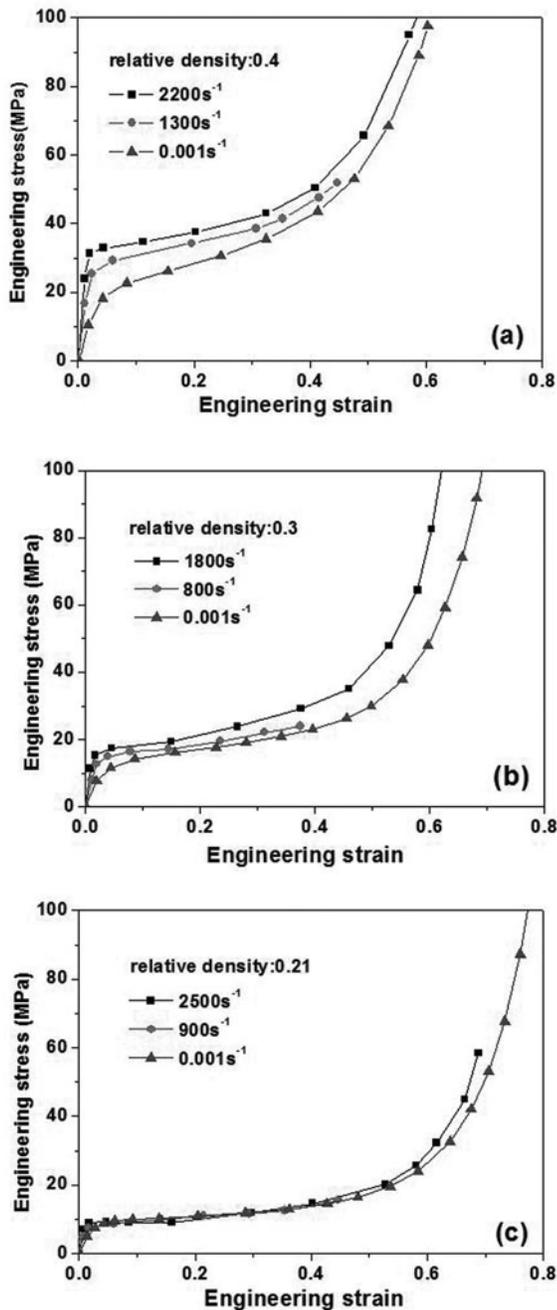 100
80
60
40
20
0
Engineering stress(MPa)
relative density:0.4
2200s⁻¹
1300s⁻¹
0.001s⁻¹
(a)
0.0 0.2 0.4 0.6 0.8
Engineering strain
100
80
60
40
20
0
Engineering stress (MPa)
relative density:0.3
1800s⁻¹
800s⁻¹
0.001s⁻¹
(b)
0.0 0.2 0.4 0.6 0.8
Engineering strain
100
80
60
40
20
0
Engineering stress (MPa)
relative density:0.21
2500s⁻¹
900s⁻¹
0.001s⁻¹
(c)
0.0 0.2 0.4 0.6 0.8
Engineering strain